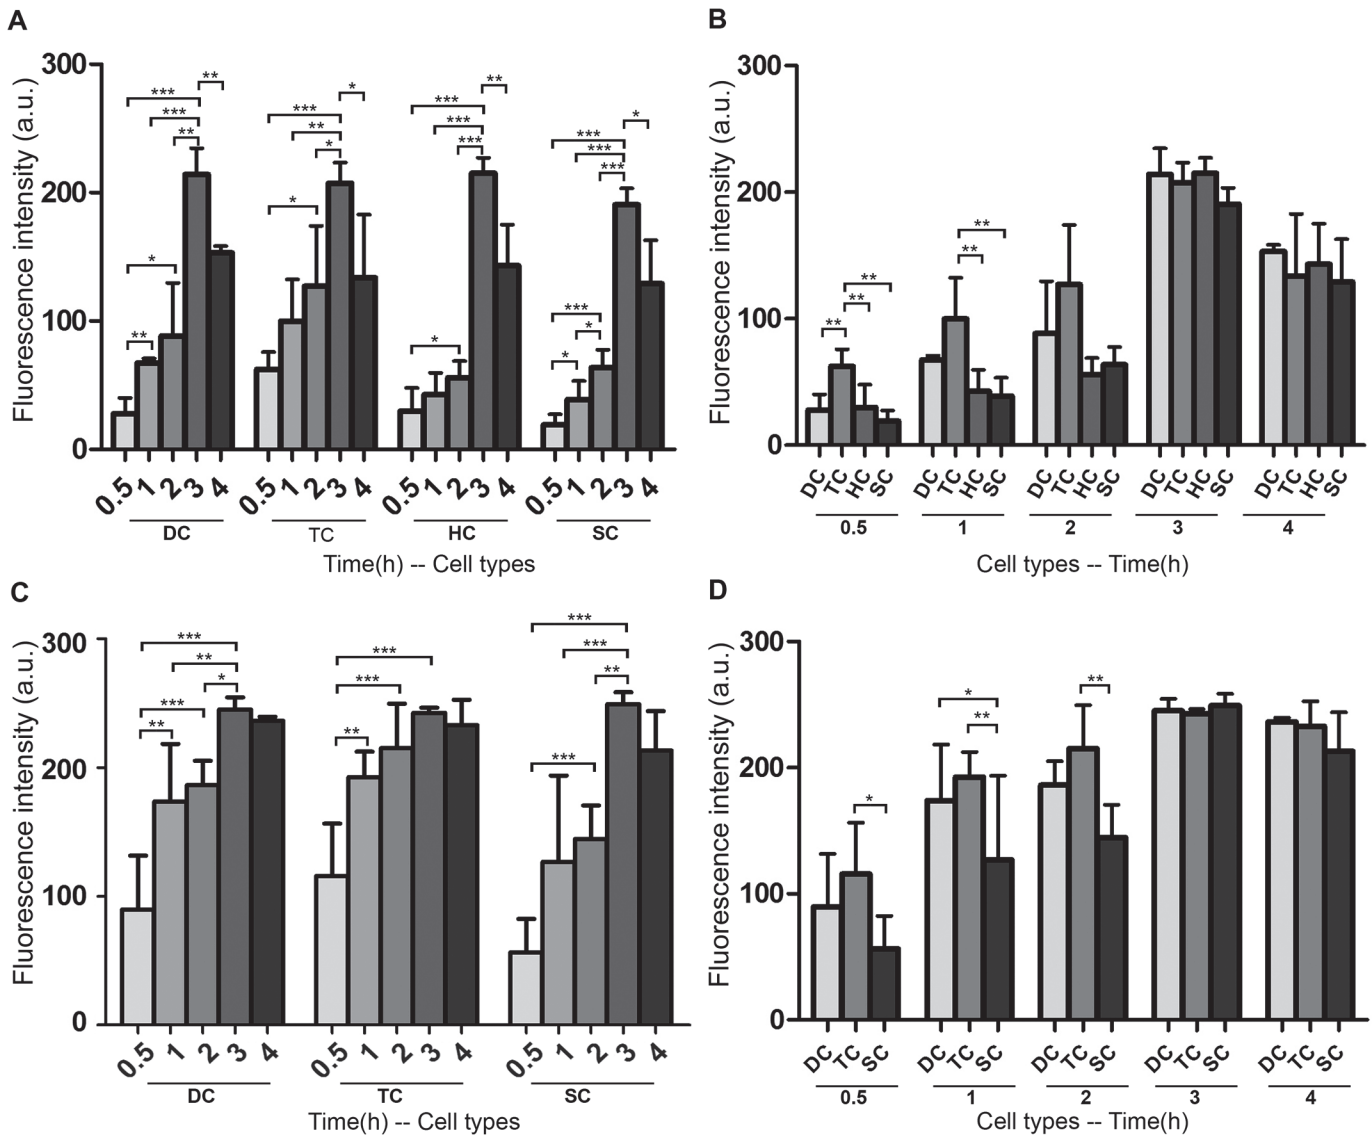 A
Fluorescence intensity (a.u.)
300
200
100
0
** *** *** ** * **
* *** ** * *
** *** *** *** *
* *** *** *** *** * *
0.5 1 2 3 4 0.5 1 2 3 4 0.5 1 2 3 4 0.5 1 2 3 4
DC TC HC SC
Time(h) -- Cell types
B
Fluorescence intensity (a.u.)
300
200
100
0
** ** **
** **
DC TC HC SC DC TC HC SC DC TC HC SC DC TC HC SC DC TC HC SC
0.5 1 2 3 4
Cell types -- Time(h)
C
Fluorescence intensity (a.u.)
300
200
100
0
*** ** * *** **
*** *** **
*** *** ** ***
0.5 1 2 3 4 0.5 1 2 3 4 0.5 1 2 3 4
DC TC SC
Time(h) -- Cell types
D
Fluorescence intensity (a.u.)
300
200
100
0
*
* **
**
DC TC SC DC TC SC DC TC SC DC TC SC DC TC SC
0.5 1 2 3 4
Cell types -- Time(h)